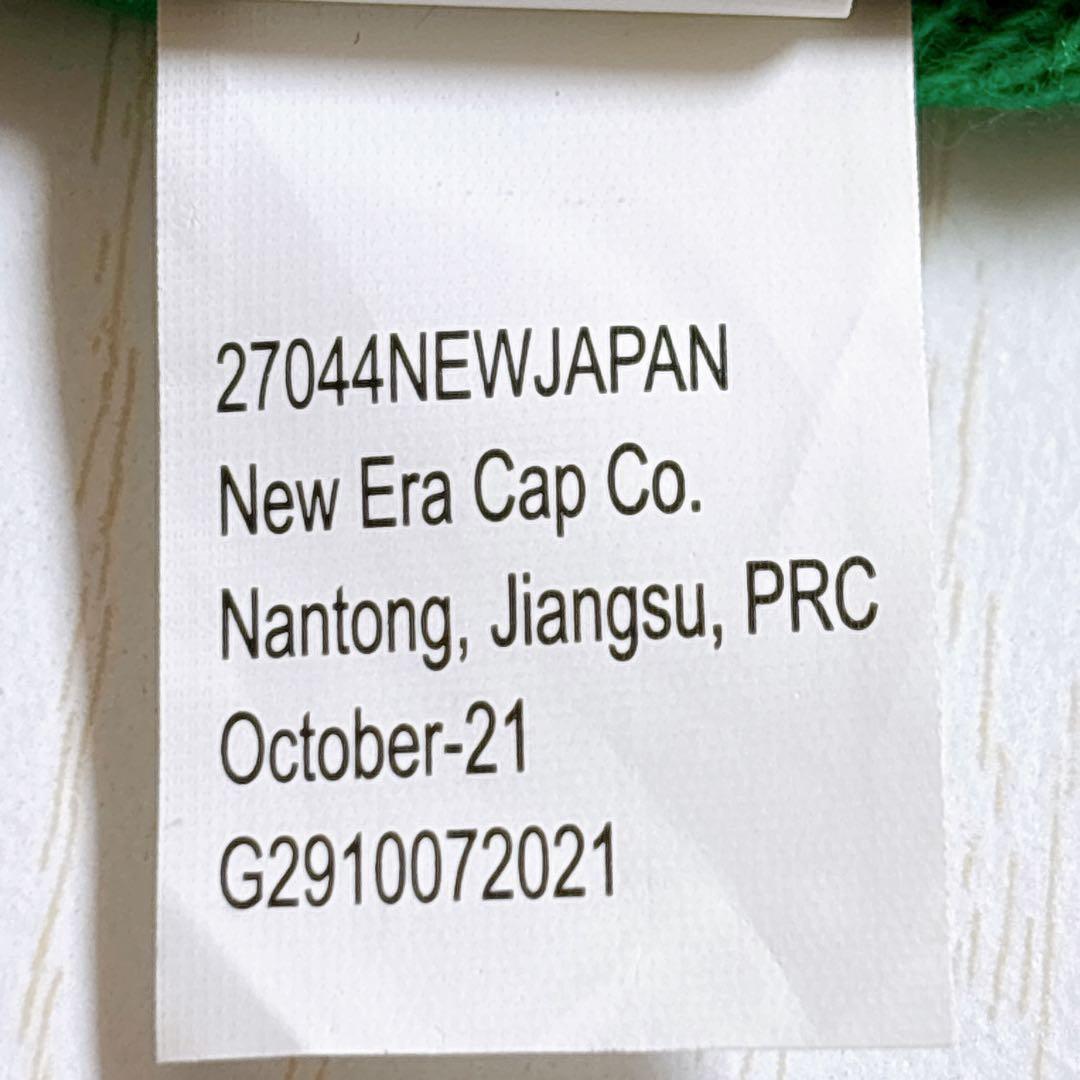 27044NEWJAPAN
New Era Cap Co.
Nantong, Jiangsu, PRC
October-21
G2910072021